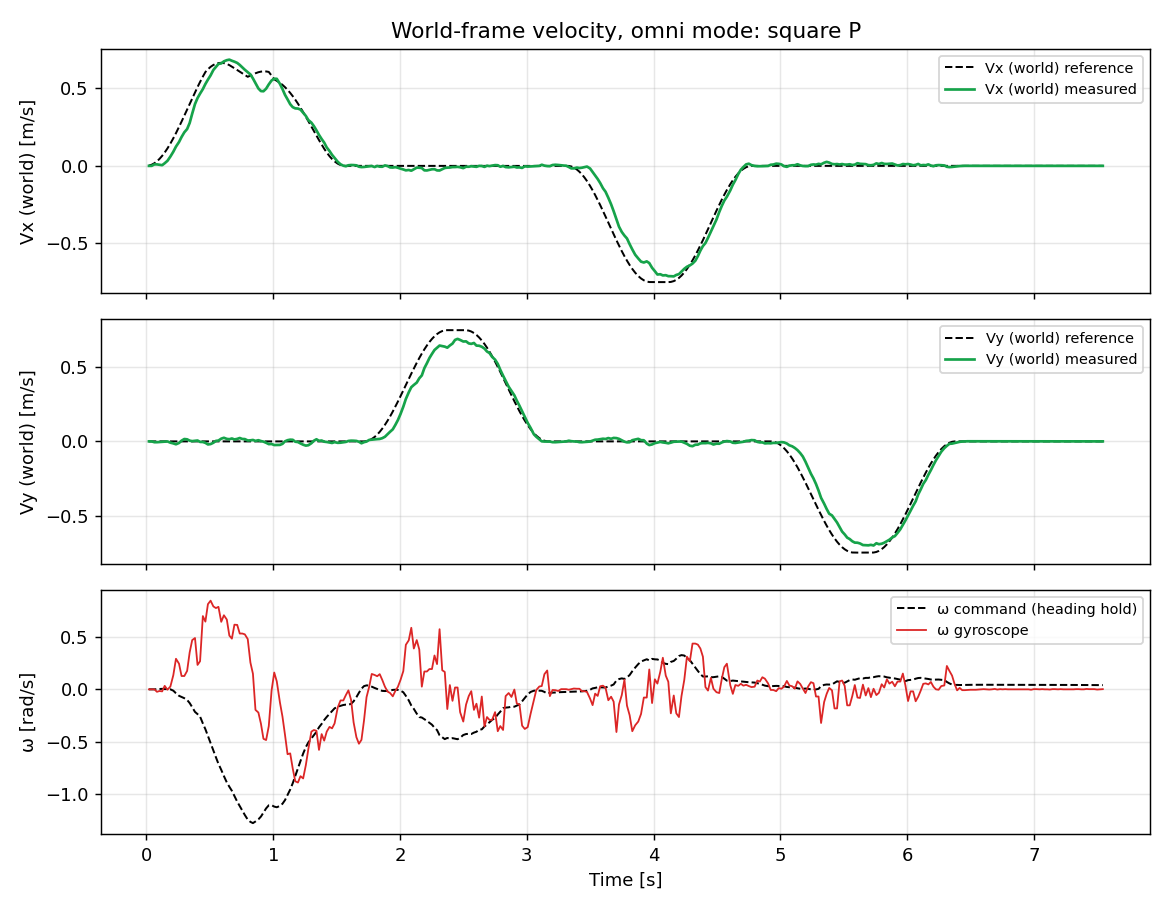 World-frame velocity, omni mode: square P
Vx (world) [m/s]
0.5
0.0
−0.5
Vx (world) reference
Vx (world) measured
Vy (world) [m/s]
0.5
0.0
−0.5
Vy (world) reference
Vy (world) measured
ω [rad/s]
0.5
0.0
−0.5
−1.0
ω command (heading hold)
ω gyroscope
0 1 2 3 4 5 6 7
Time [s]